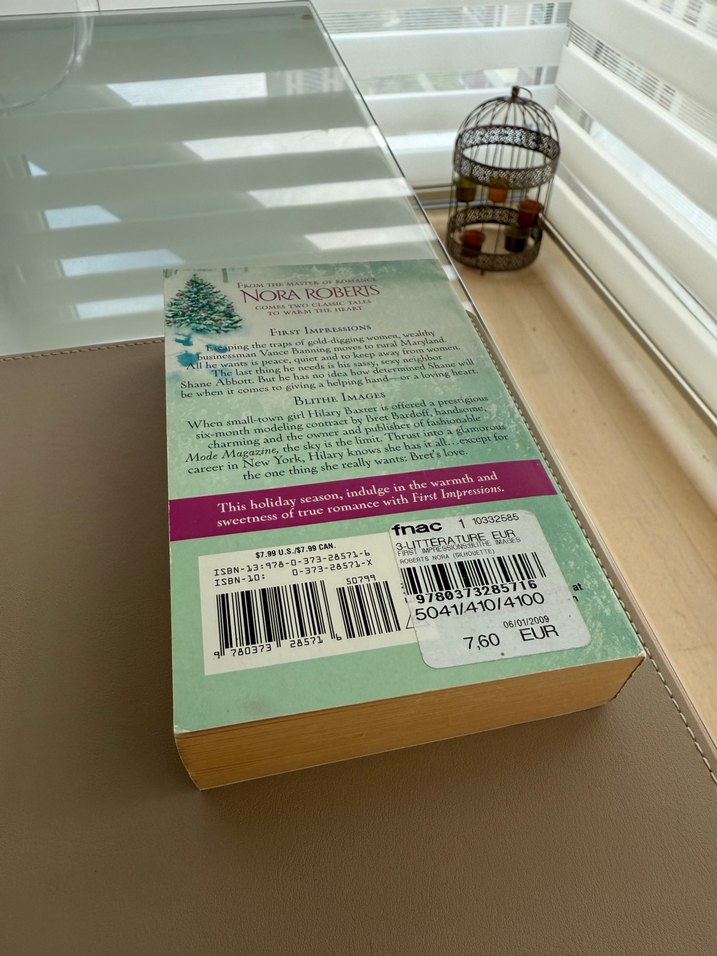 FROM THE MASTER OF ROMANCE
NORA ROBERTS
COMES TWO CLASSIC TALES
TO WARM THE HEART
FIRST IMPRESSIONS
Escaping the traps of gold-digging women, wealthy
businessman Vance Banning moves to rural Maryland.
All he wants is peace, quiet and to keep away from women.
The last thing he needs is his sassy, sexy neighbor
Shane Abbott. But he has no idea how determined Shane will
be when it comes to giving a helping hand—or a loving heart.
BLITHE IMAGES
When small-town girl Hilary Baxter is offered a prestigious
six-month modeling contract by Bret Bardoff, handsome,
charming and the owner and publisher of fashionable
Mode Magazine, the sky is the limit. Thrust into a glamorous
career in New York, Hilary knows she has it all...except for
the one thing she really wants: Bret's love.
This holiday season, indulge in the warmth and
sweetness of true romance with First Impressions.
$7.99 U.S./$7.99 CAN.
ISBN-13: 978-0-373-28571-6
ISBN-10: 0-373-28571-X
50799
9 780373 285716
fnac 1 10332585
3-LITTERATURE EUR
FIRST IMPRESSIONS:BLITHE IMAGES
ROBERTS NORA (SILHOUETTE)
9780373285716
5041/410/4100
06/01/2009
7,60 EUR
at